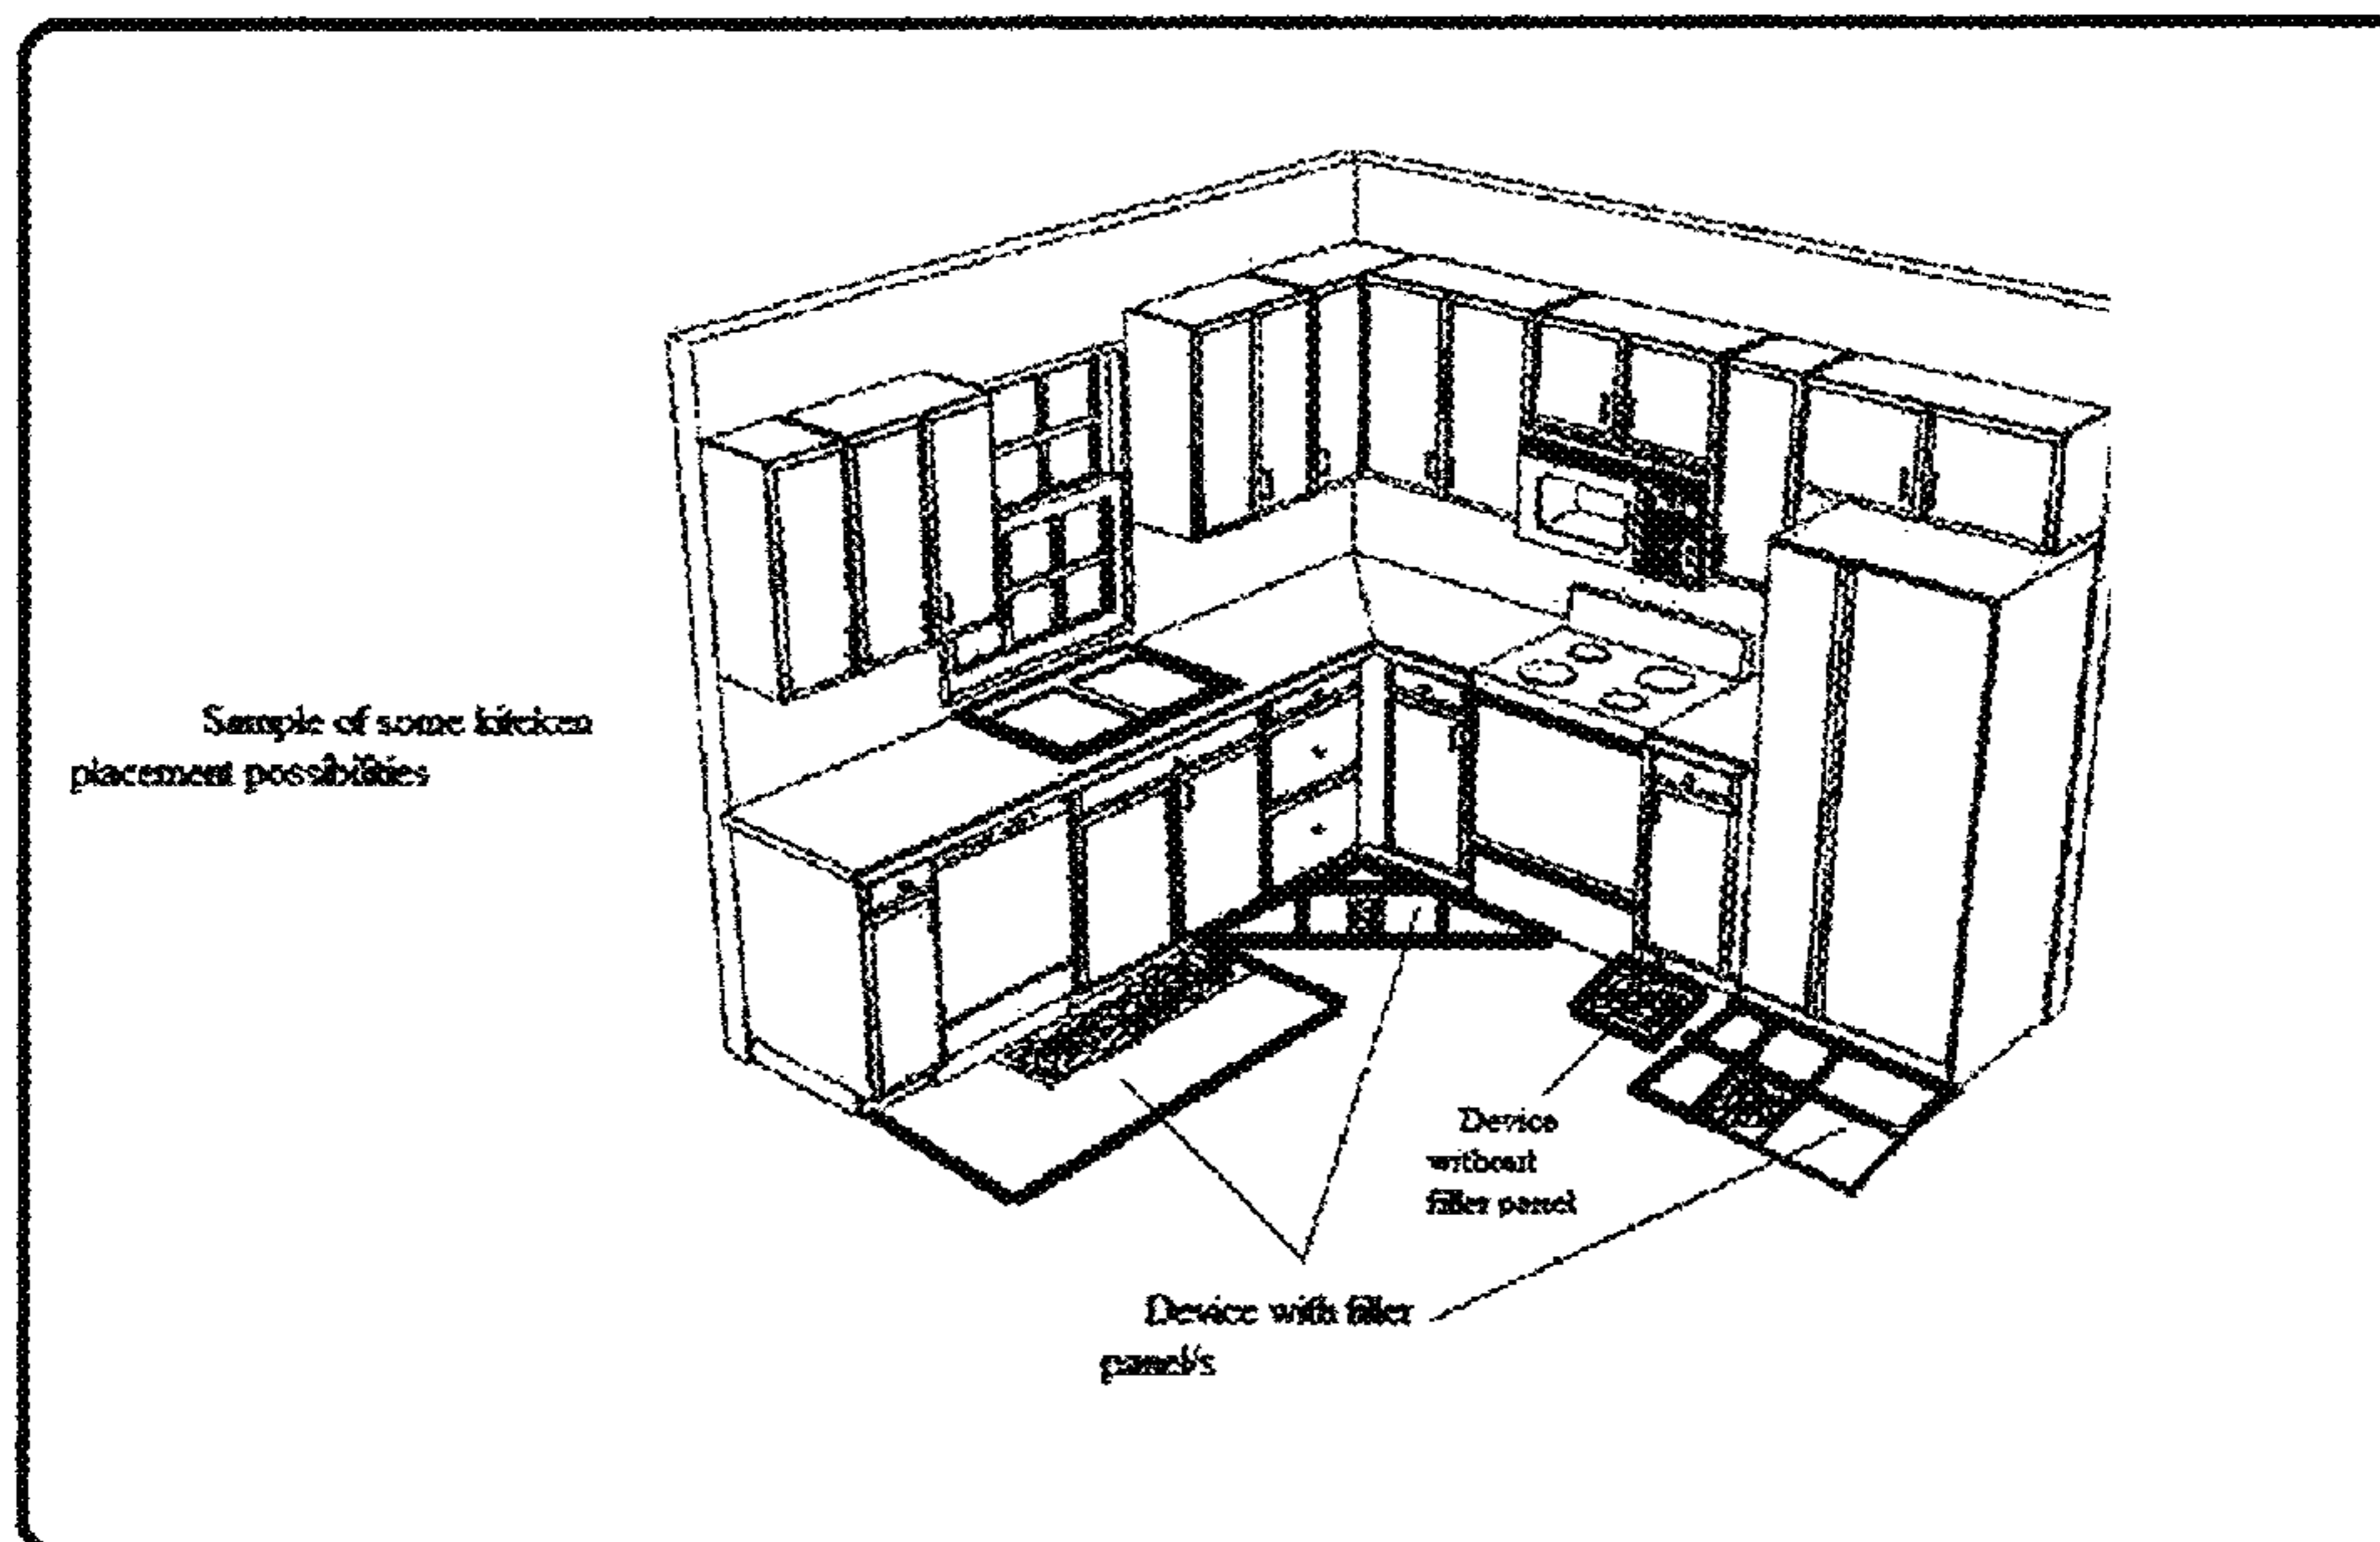 Sample of some kitchen
placement possibilities
Device
without
filler panel
Device with filler
panel/s